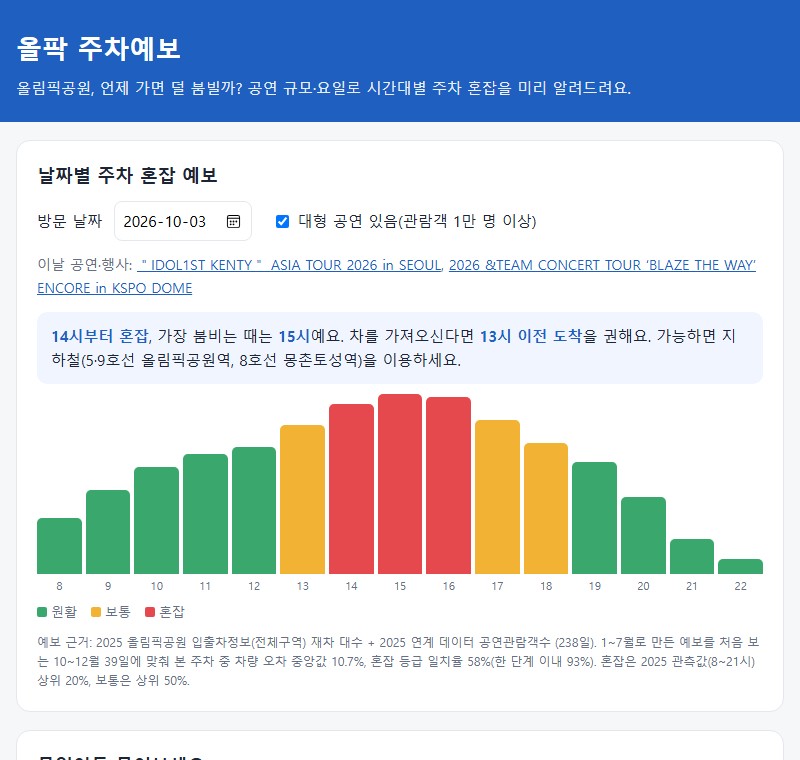 올팍 주차예보
올림픽공원, 언제 가면 덜 붐빌까? 공연 규모·요일로 시간대별 주차 혼잡을 미리 알려드려요.
날짜별 주차 혼잡 예보
방문 날짜 2026-10-03 대형 공연 있음(관람객 1만 명 이상)
이날 공연·행사: " IDOL1ST KENTY " ASIA TOUR 2026 in SEOUL, 2026 &TEAM CONCERT TOUR ‘BLAZE THE WAY’
ENCORE in KSPO DOME
14시부터 혼잡, 가장 붐비는 때는 15시예요. 차를 가져오신다면 13시 이전 도착을 권해요. 가능하면 지
하철(5·9호선 올림픽공원역, 8호선 몽촌토성역)을 이용하세요.
8 9 10 11 12 13 14 15 16 17 18 19 20 21 22
원활 보통 혼잡
예보 근거: 2025 올림픽공원 입출차정보(전체구역) 재차 대수 + 2025 연계 데이터 공연관람객수 (238일). 1~7월로 만든 예보를 처음 보
는 10~12월 39일에 맞춰 본 주차 중 차량 오차 중앙값 10.7%, 혼잡 등급 일치율 58%(한 단계 이내 93%). 혼잡은 2025 관측값(8~21시)
상위 20%, 보통은 상위 50%.